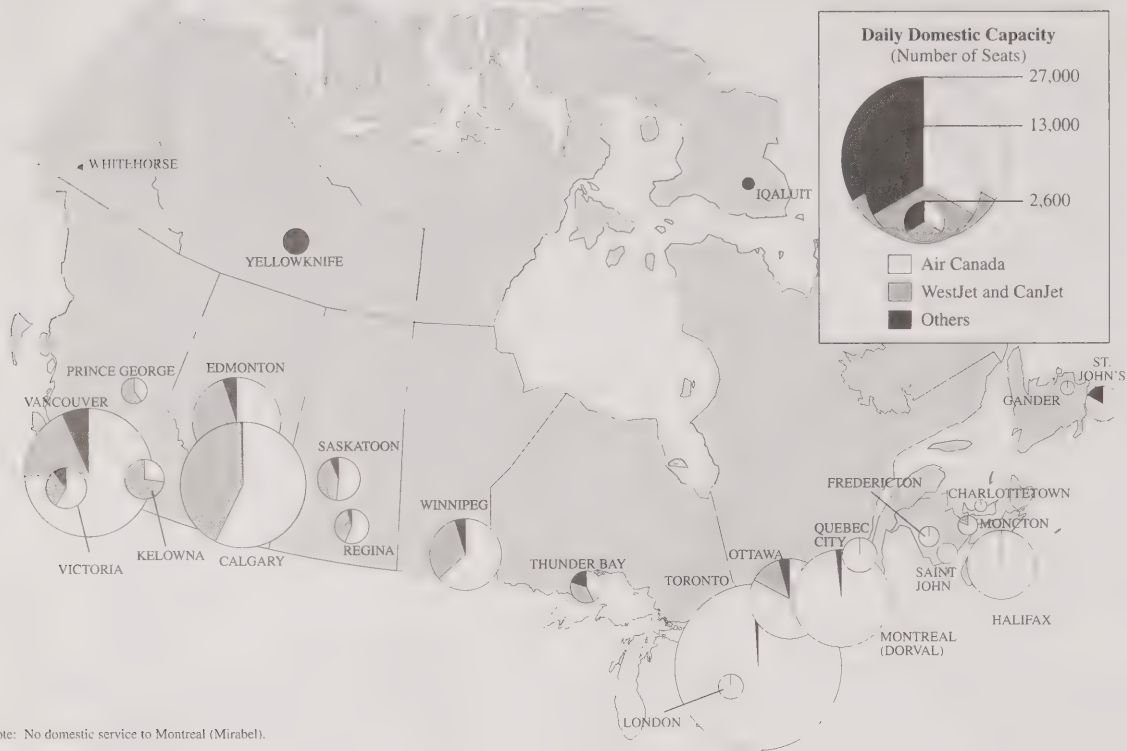 Daily Domestic Capacity
(Number of Seats)
27,000
13,000
2,600
Air Canada
WestJet and CanJet
Others
WHITEHORSE
IQALUIT
YELLOWKNIFE
PRINCE GEORGE
EDMONTON
VANCOUVER
SASKATOON
WINNIPEG
REGINA
VICTORIA
KELOWNA
CALGARY
THUNDER BAY
TORONTO
OTTAWA
QUEBEC
CITY
FREDERICTON
CHARLOTTETOWN
MONCTON
SAINT
JOHN
HALIFAX
MONTREAL
(DORVAL)
LONDON
GANDER
ST.
JOHN'S
No domestic service to Montreal (Mirabel).